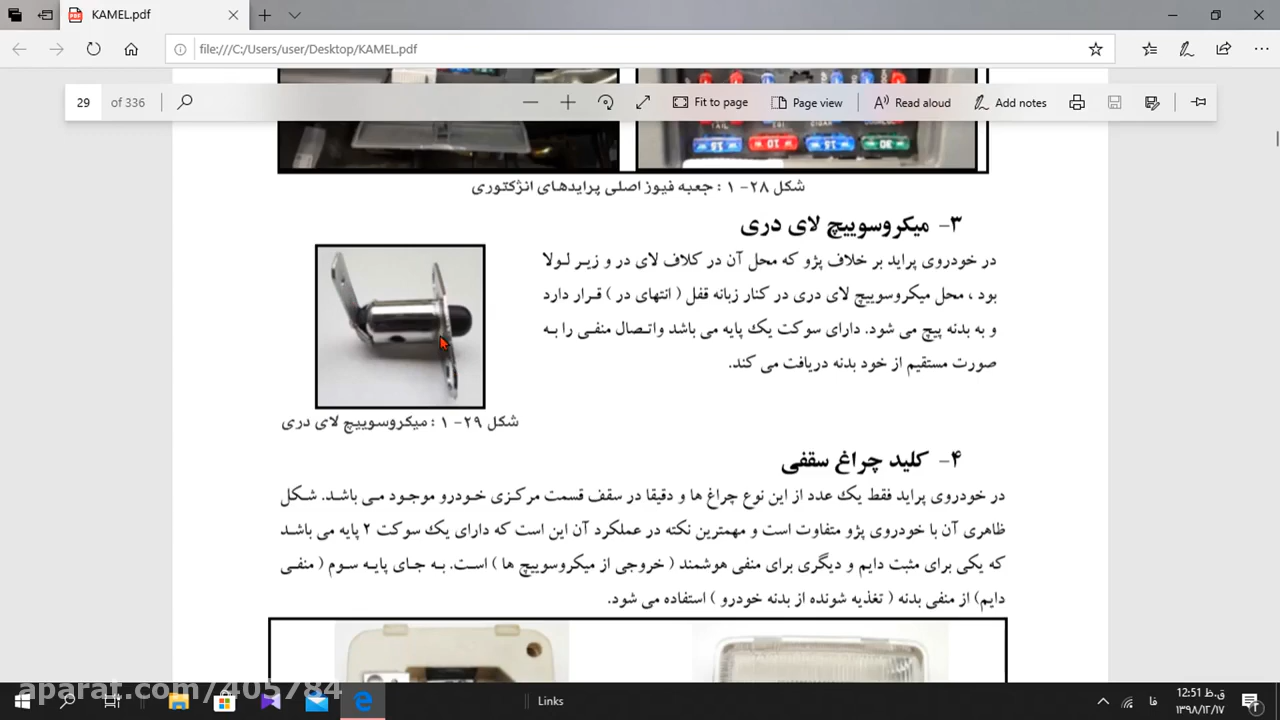 KAMEL.pdf
file:///C:/Users/user/Desktop/KAMEL.pdf
29 of 336
Fit to page
Page view
Read aloud
Add notes
TAIL
CIGAR
15
10
15
30
شکل ۲۸- ۱ : جعبه فیوز اصلی پرایدهای انژکتوری
۳- میکروسوییچ لای دری
در خودروی پراید بر خلاف پژو که محل آن در کلاف لای در و زیر لولا
بود ، محل میکروسوییچ لای دری در کنار زبانه قفل ( انتهای در ) قرار دارد
و به بدنه پیچ می شود. دارای سوکت یک پایه می باشد واتصال منفی را به
صورت مستقیم از خود بدنه دریافت می کند.
شکل ۲۹- ۱ : میکروسوییچ لای دری
۴- کلید چراغ سقفی
در خودروی پراید فقط یک عدد از این نوع چراغ ها و دقیقا در سقف قسمت مرکزی خودرو موجود می باشد. شکل
ظاهری آن با خودروی پژو متفاوت است و مهمترین نکته در عملکرد آن این است که دارای یک سوکت ۲ پایه می باشد
که یکی برای مثبت دایم و دیگری برای منفی هوشمند ( خروجی از میکروسوییچ ها ) است. به جای پایه سوم ( منفی
دایم) از منفی بدنه ( تغذیه شونده از بدنه خودرو ) استفاده می شود.
aparat.com/405784
Links
فا
12:51 ق.ظ
۱۳۹۸/۱۲/۱۷